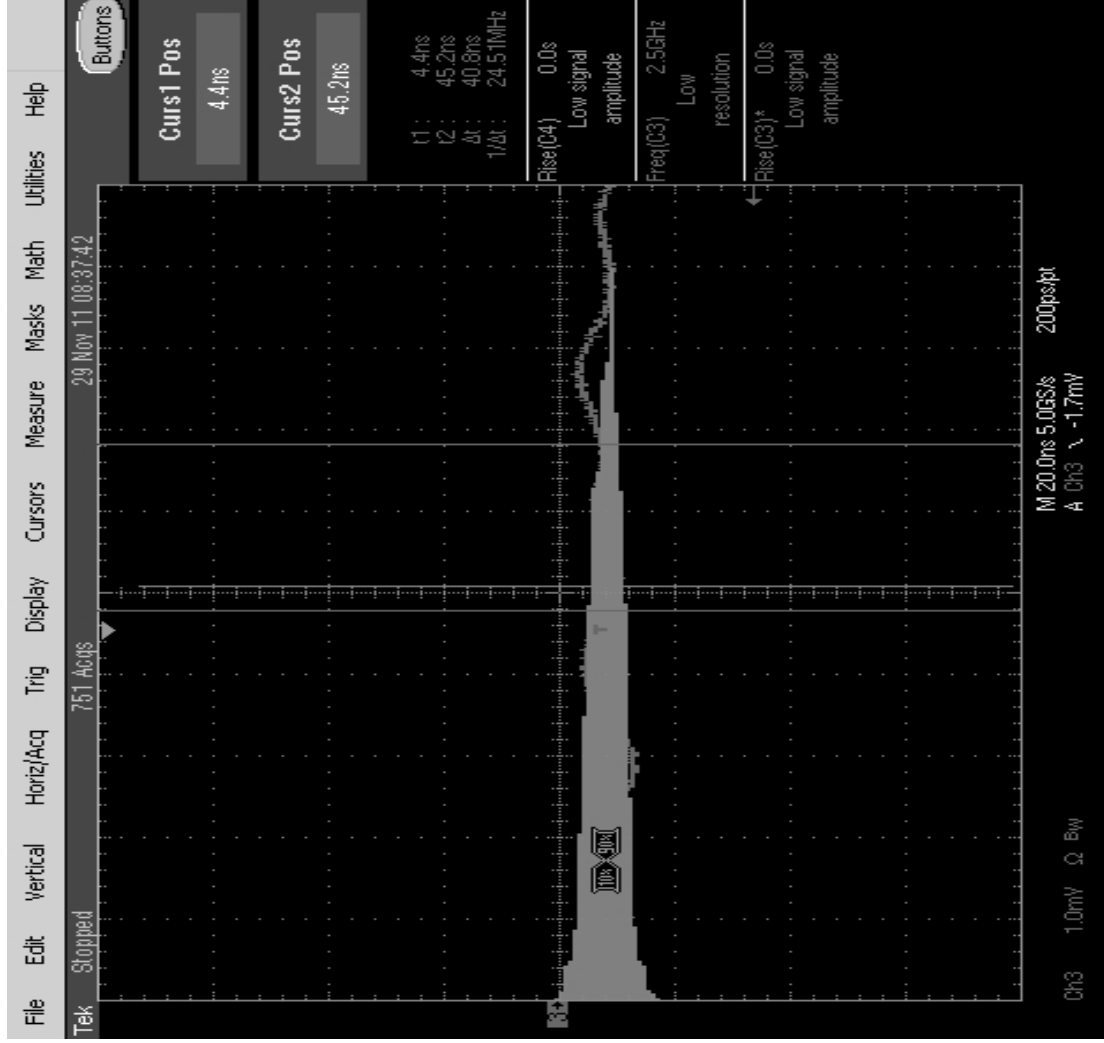 File Edit Vertical Horiz/Acq Trig Display Cursors Measure Masks Math Utilities Help
Tek Stopped 751 Acqs 29 Nov 11 08:37:42
Buttons
Curs1 Pos
4.4ns
Curs2 Pos
45.2ns
t1 : 4.4ns
t2 : 45.2ns
Δt : 40.8ns
1/Δt : 24.51MHz
Rise(C4) 0.0s
Low signal
amplitude
Freq(C3) 2.5GHz
Low
resolution
Rise(C3)* 0.0s
Low signal
amplitude
T
10% 90%
Ch3 1.0mV Ω Bw
M 20.0ns 5.0GS/s 200ps/pt
A Ch3 -1.7mV